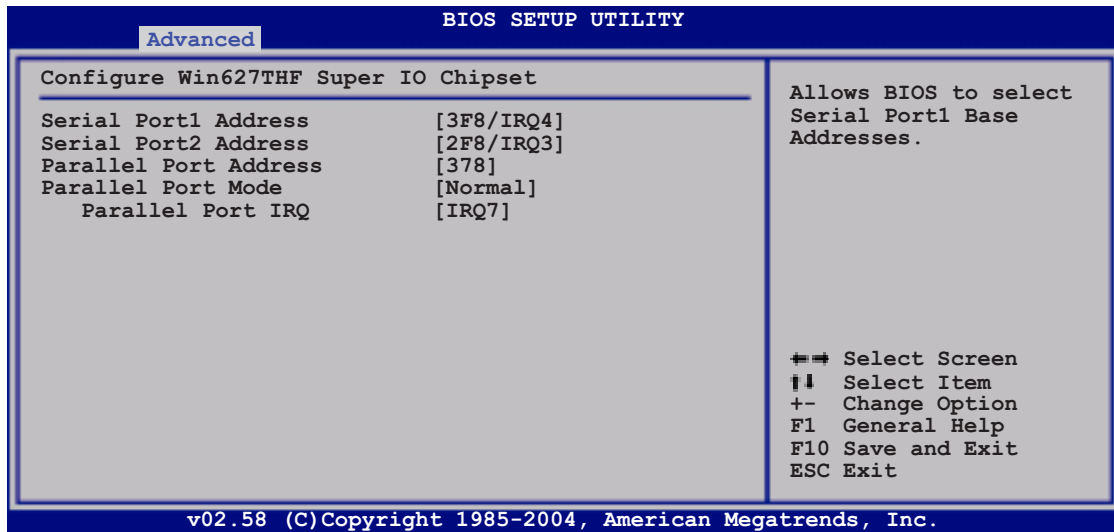 BIOS SETUP UTILITY
Advanced
Configure Win627THF Super IO Chipset
Serial Port1 Address [3F8/IRQ4]
Serial Port2 Address [2F8/IRQ3]
Parallel Port Address [378]
Parallel Port Mode [Normal]
Parallel Port IRQ [IRQ7]
Allows BIOS to select
Serial Port1 Base
Addresses.
←→ Select Screen
↑↓ Select Item
+- Change Option
F1 General Help
F10 Save and Exit
ESC Exit
v02.58 (C)Copyright 1985-2004, American Megatrends, Inc.